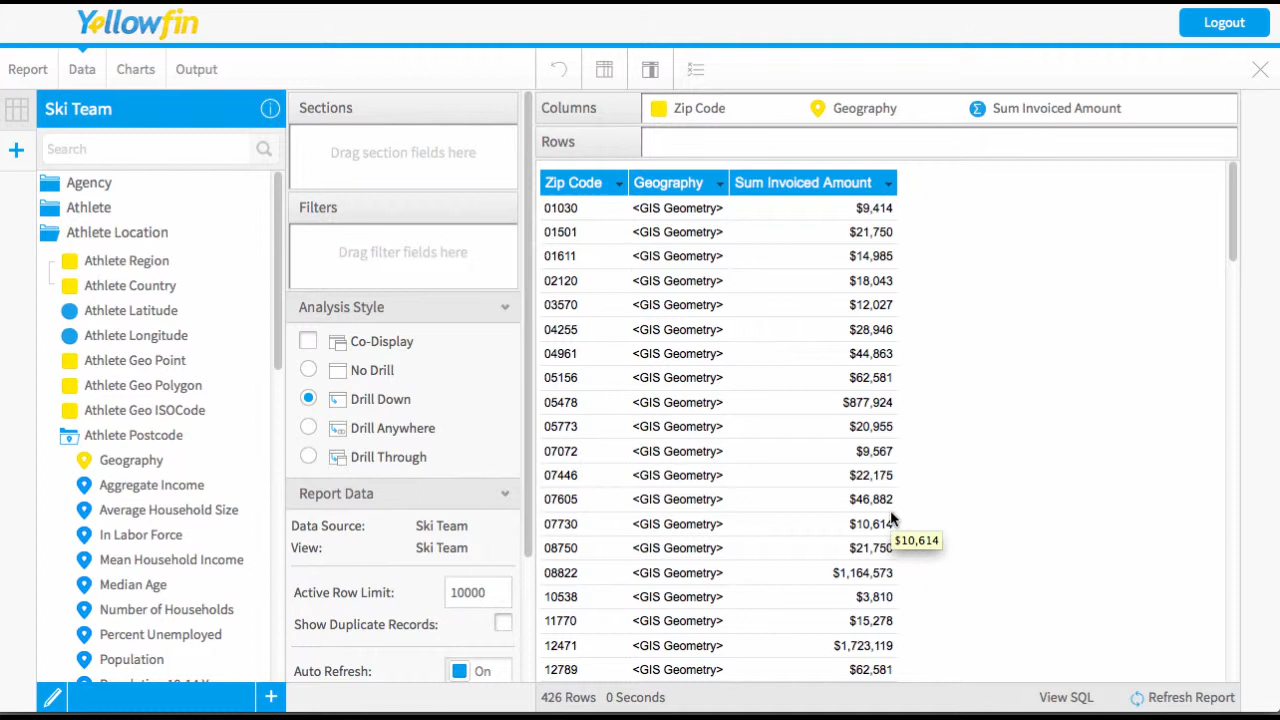 Yellowfin
Logout
Report Data Charts Output
Ski Team
Search
Agency
Athlete
Athlete Location
Athlete Region
Athlete Country
Athlete Latitude
Athlete Longitude
Athlete Geo Point
Athlete Geo Polygon
Athlete Geo ISOCode
Athlete Postcode
Geography
Aggregate Income
Average Household Size
In Labor Force
Mean Household Income
Median Age
Number of Households
Percent Unemployed
Population
Sections
Drag section fields here
Filters
Drag filter fields here
Analysis Style
Co-Display
No Drill
Drill Down
Drill Anywhere
Drill Through
Report Data
Data Source: Ski Team
View: Ski Team
Active Row Limit: 10000
Show Duplicate Records:
Auto Refresh: On
Columns Zip Code Geography Σ Sum Invoiced Amount
Rows
Zip Code Geography Sum Invoiced Amount
01030 <GIS Geometry> $9,414
01501 <GIS Geometry> $21,750
01611 <GIS Geometry> $14,985
02120 <GIS Geometry> $18,043
03570 <GIS Geometry> $12,027
04255 <GIS Geometry> $28,946
04961 <GIS Geometry> $44,863
05156 <GIS Geometry> $62,581
05478 <GIS Geometry> $877,924
05773 <GIS Geometry> $20,955
07072 <GIS Geometry> $9,567
07446 <GIS Geometry> $22,175
07605 <GIS Geometry> $46,882
07730 <GIS Geometry> $10,614
$10,614
08750 <GIS Geometry> $21,750
08822 <GIS Geometry> $1,164,573
10538 <GIS Geometry> $3,810
11770 <GIS Geometry> $15,278
12471 <GIS Geometry> $1,723,119
12789 <GIS Geometry> $62,581
426 Rows 0 Seconds View SQL Refresh Report